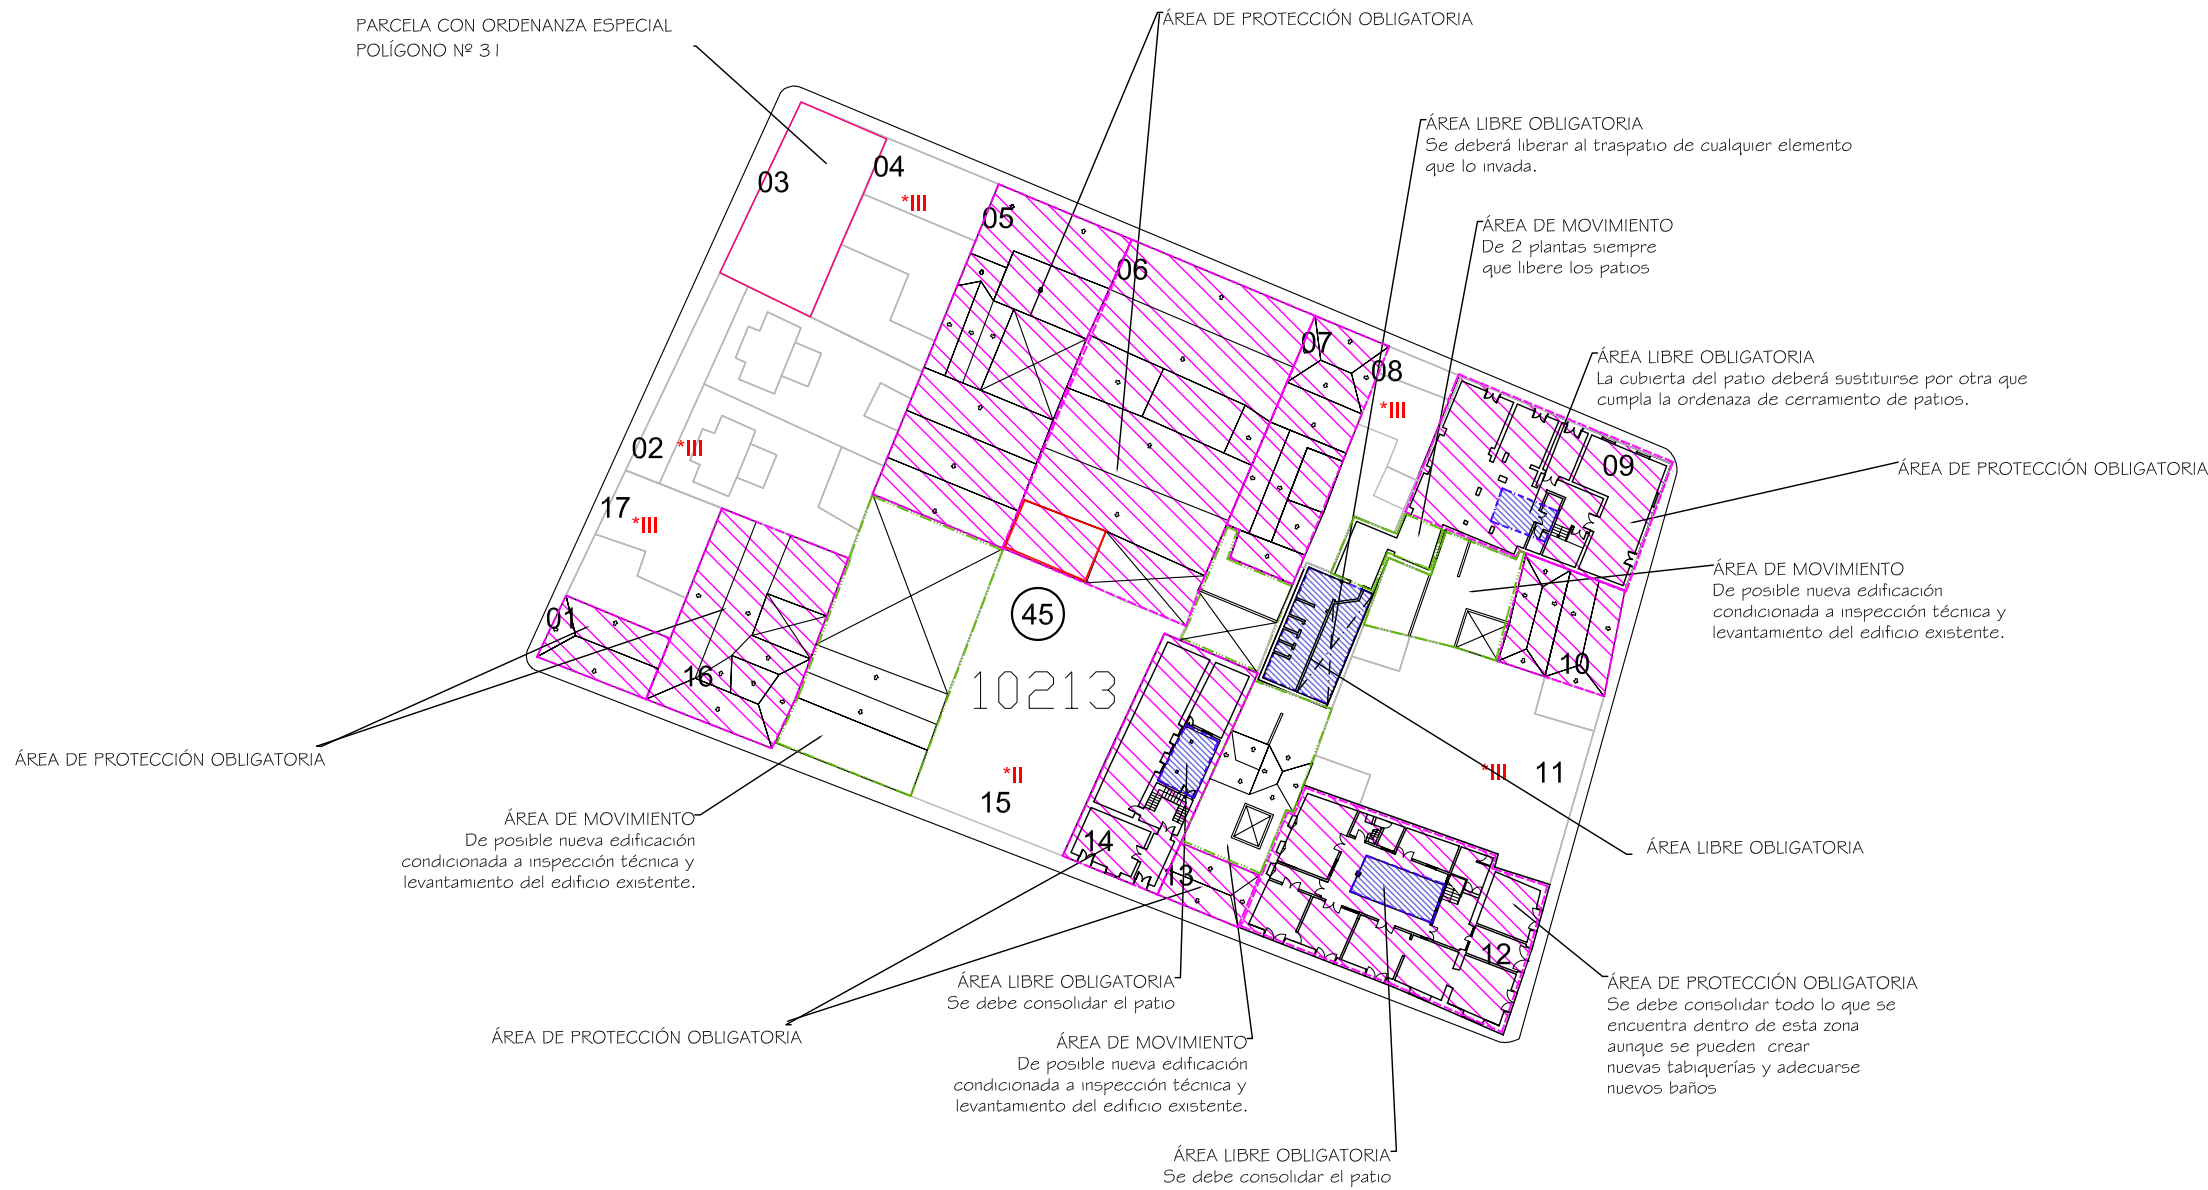 PARCELA CON ORDENANZA ESPECIAL
POLÍGONO Nº 31
ÁREA DE PROTECCIÓN OBLIGATORIA
ÁREA LIBRE OBLIGATORIA
Se deberá liberar al traspatio de cualquier elemento
que lo invada.
ÁREA DE MOVIMIENTO
De 2 plantas siempre
que libere los patios
ÁREA LIBRE OBLIGATORIA
La cubierta del patio deberá sustituirse por otra que
cumpla la ordenaza de cerramiento de patios.
ÁREA DE PROTECCIÓN OBLIGATORIA
ÁREA DE MOVIMIENTO
De posible nueva edificación
condicionada a inspección técnica y
levantamiento del edificio existente.
03
04
*III
05
06
07
08
*III
09
02
*III
17
*III
01
16
45
10213
10
*II
15
*III
11
14
13
12
ÁREA DE PROTECCIÓN OBLIGATORIA
ÁREA DE MOVIMIENTO
De posible nueva edificación
condicionada a inspección técnica y
levantamiento del edificio existente.
ÁREA LIBRE OBLIGATORIA
ÁREA LIBRE OBLIGATORIA
Se debe consolidar el patio
ÁREA DE PROTECCIÓN OBLIGATORIA
ÁREA DE MOVIMIENTO
De posible nueva edificación
condicionada a inspección técnica y
levantamiento del edificio existente.
ÁREA DE PROTECCIÓN OBLIGATORIA
Se debe consolidar todo lo que se
encuentra dentro de esta zona
aunque se pueden crear
nuevas tabiquerías y adecuarse
nuevos baños
ÁREA LIBRE OBLIGATORIA
Se debe consolidar el patio